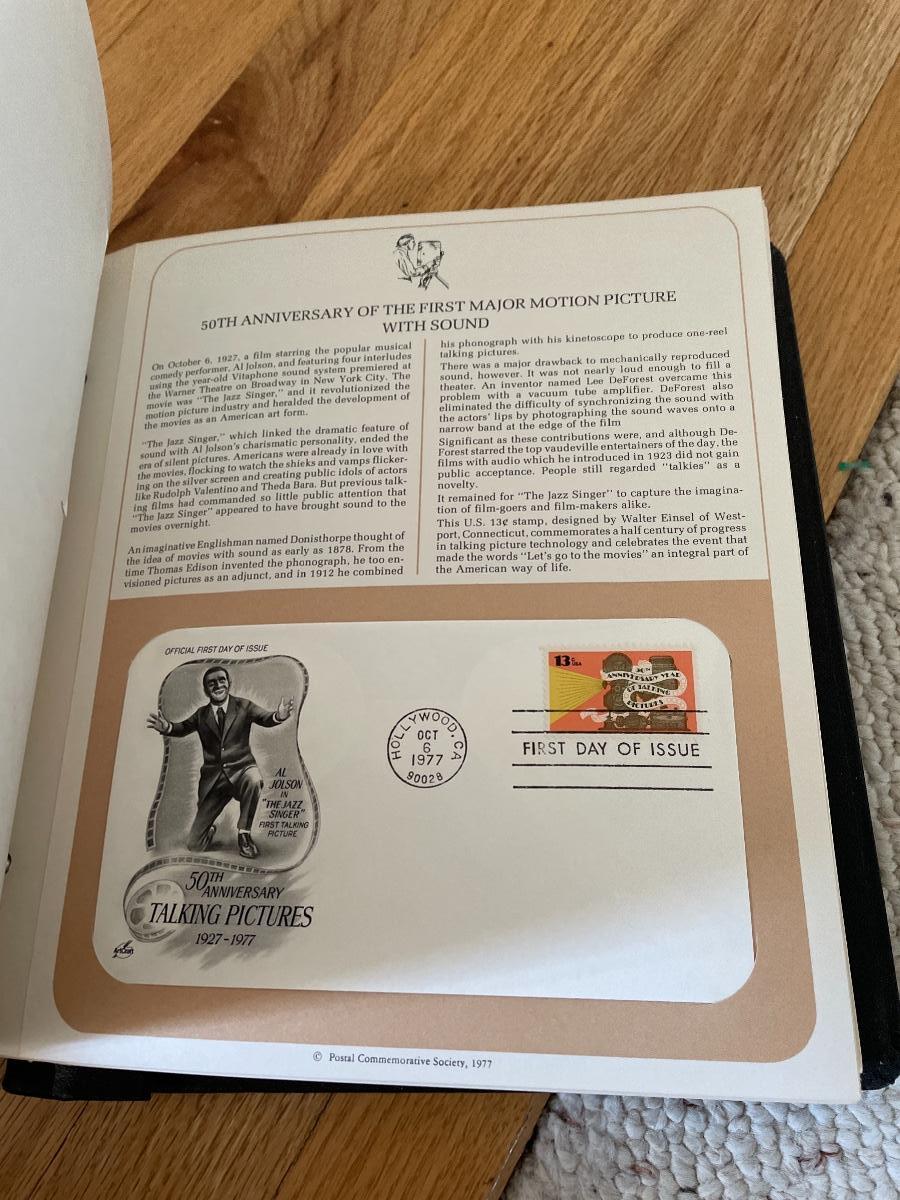 50TH ANNIVERSARY OF THE FIRST MAJOR MOTION PICTURE
WITH SOUND
On October 6, 1927, a film starring the popular musical
comedy performer, Al Jolson, and featuring four interludes
using the year-old Vitaphone sound system premiered at
the Warner Theatre on Broadway in New York City. The
movie was "The Jazz Singer," and it revolutionized the
motion picture industry and heralded the development of
the movies as an American art form.
"The Jazz Singer," which linked the dramatic feature of
sound with Al Jolson's charismatic personality, ended the
era of silent pictures. Americans were already in love with
the movies, flocking to watch the shieks and vamps flicker-
ing on the silver screen and creating public idols of actors
like Rudolph Valentino and Theda Bara. But previous talk-
ing films had commanded so little public attention that
"The Jazz Singer" appeared to have brought sound to the
movies overnight.
An imaginative Englishman named Donisthorpe thought of
the idea of movies with sound as early as 1878. From the
time Thomas Edison invented the phonograph, he too en-
visioned pictures as an adjunct, and in 1912 he combined
his phonograph with his kinetoscope to produce one-reel
talking pictures.
There was a major drawback to mechanically reproduced
sound, however. It was not nearly loud enough to fill a
theater. An inventor named Lee DeForest overcame this
problem with a vacuum tube amplifier. DeForest also
eliminated the difficulty of synchronizing the sound with
the actors' lips by photographing the sound waves onto a
narrow band at the edge of the film
Significant as these contributions were, and although De-
Forest starred the top vaudeville entertainers of the day, the
films with audio which he introduced in 1923 did not gain
public acceptance. People still regarded "talkies" as a
novelty.
It remained for "The Jazz Singer" to capture the imagina-
tion of film-goers and film-makers alike.
This U.S. 13¢ stamp, designed by Walter Einsel of West-
port, Connecticut, commemorates a half century of progress
in talking picture technology and celebrates the event that
made the words "Let's go to the movies" an integral part of
the American way of life.
OFFICIAL FIRST DAY OF ISSUE
AL
JOLSON
IN
"THE JAZZ
SINGER"
FIRST TALKING
PICTURE
50TH
ANNIVERSARY
TALKING PICTURES
1927-1977
ArtCraft
HOLLYWOOD, CA
OCT
6
1977
90028
13c
USA
50TH
ANNIVERSARY YEAR
OF TALKING
PICTURES
FIRST DAY OF ISSUE
© Postal Commemorative Society, 1977